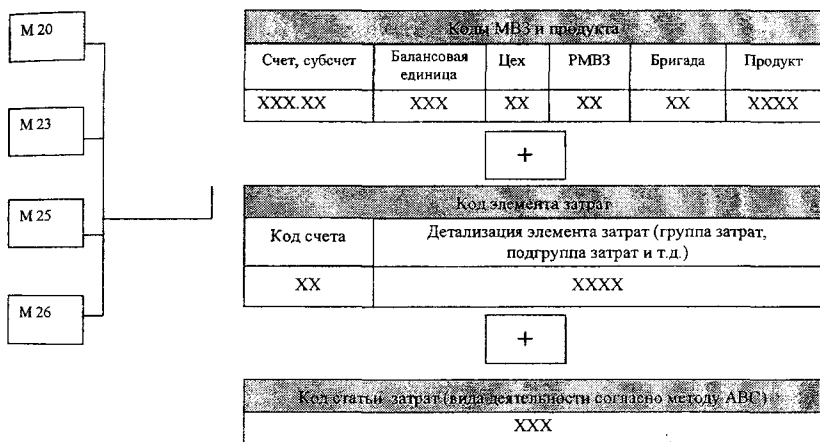 М 20
М 23
М 25
М 26
Коды МВЗ и продукта
Счет, субсчет
Балансовая
единица
Цех
РМВЗ
Бригада
Продукт
XXX.XX
XXX
XX
XX
XX
XXXX
+
Код элемента затрат
Код счета
Детализация элемента затрат (группа затрат,
подгруппа затрат и т.д.)
XX
XXXX
+
Код статьи затрат (вида деятельности согласно методу АВС)
XXX